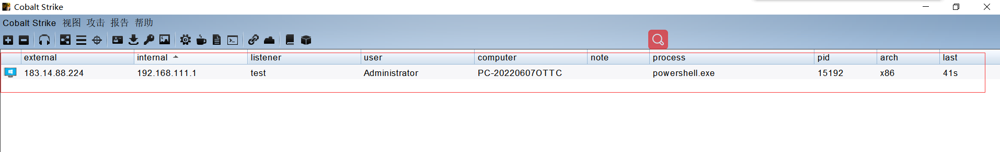 Cobalt Strike
Cobalt Strike 视图 攻击 报告 帮助
external internal listener user computer note process pid arch last
183.14.88.224 192.168.111.1 test Administrator PC-20220607OTTC powershell.exe 15192 x86 41s